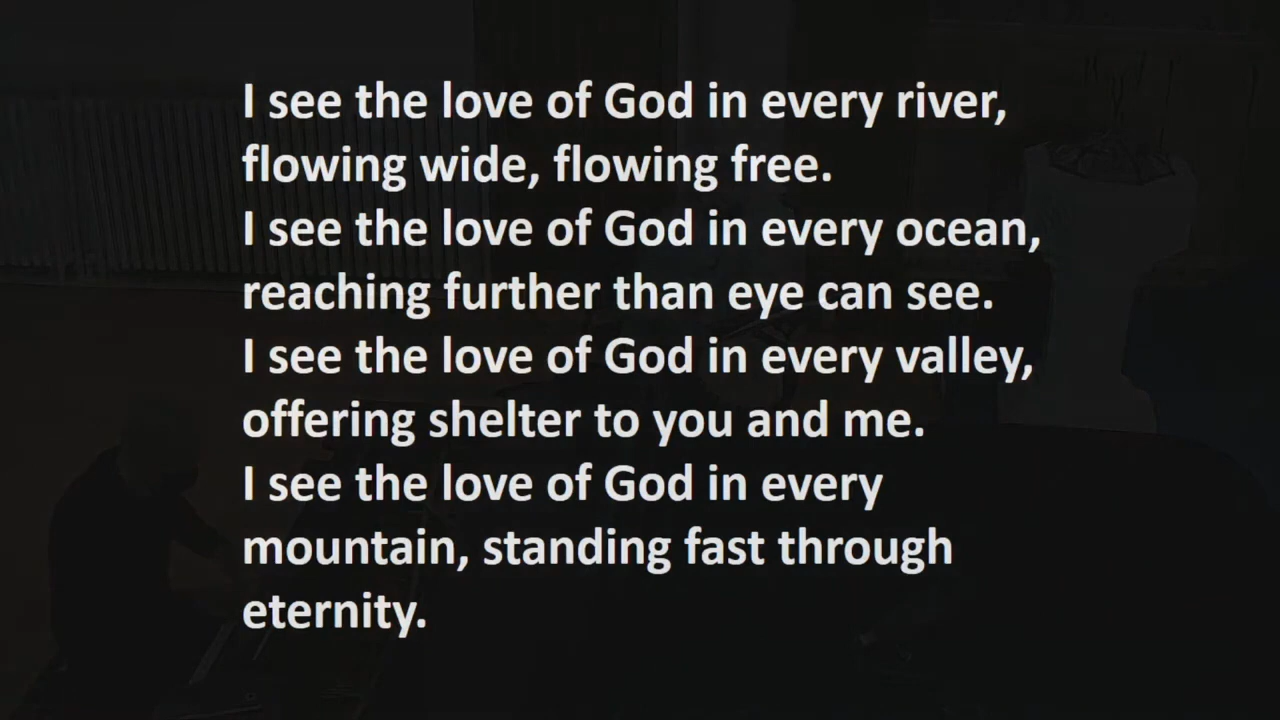 I see the love of God in every river,
flowing wide, flowing free.
I see the love of God in every ocean,
reaching further than eye can see.
I see the love of God in every valley,
offering shelter to you and me.
I see the love of God in every
mountain, standing fast through
eternity.